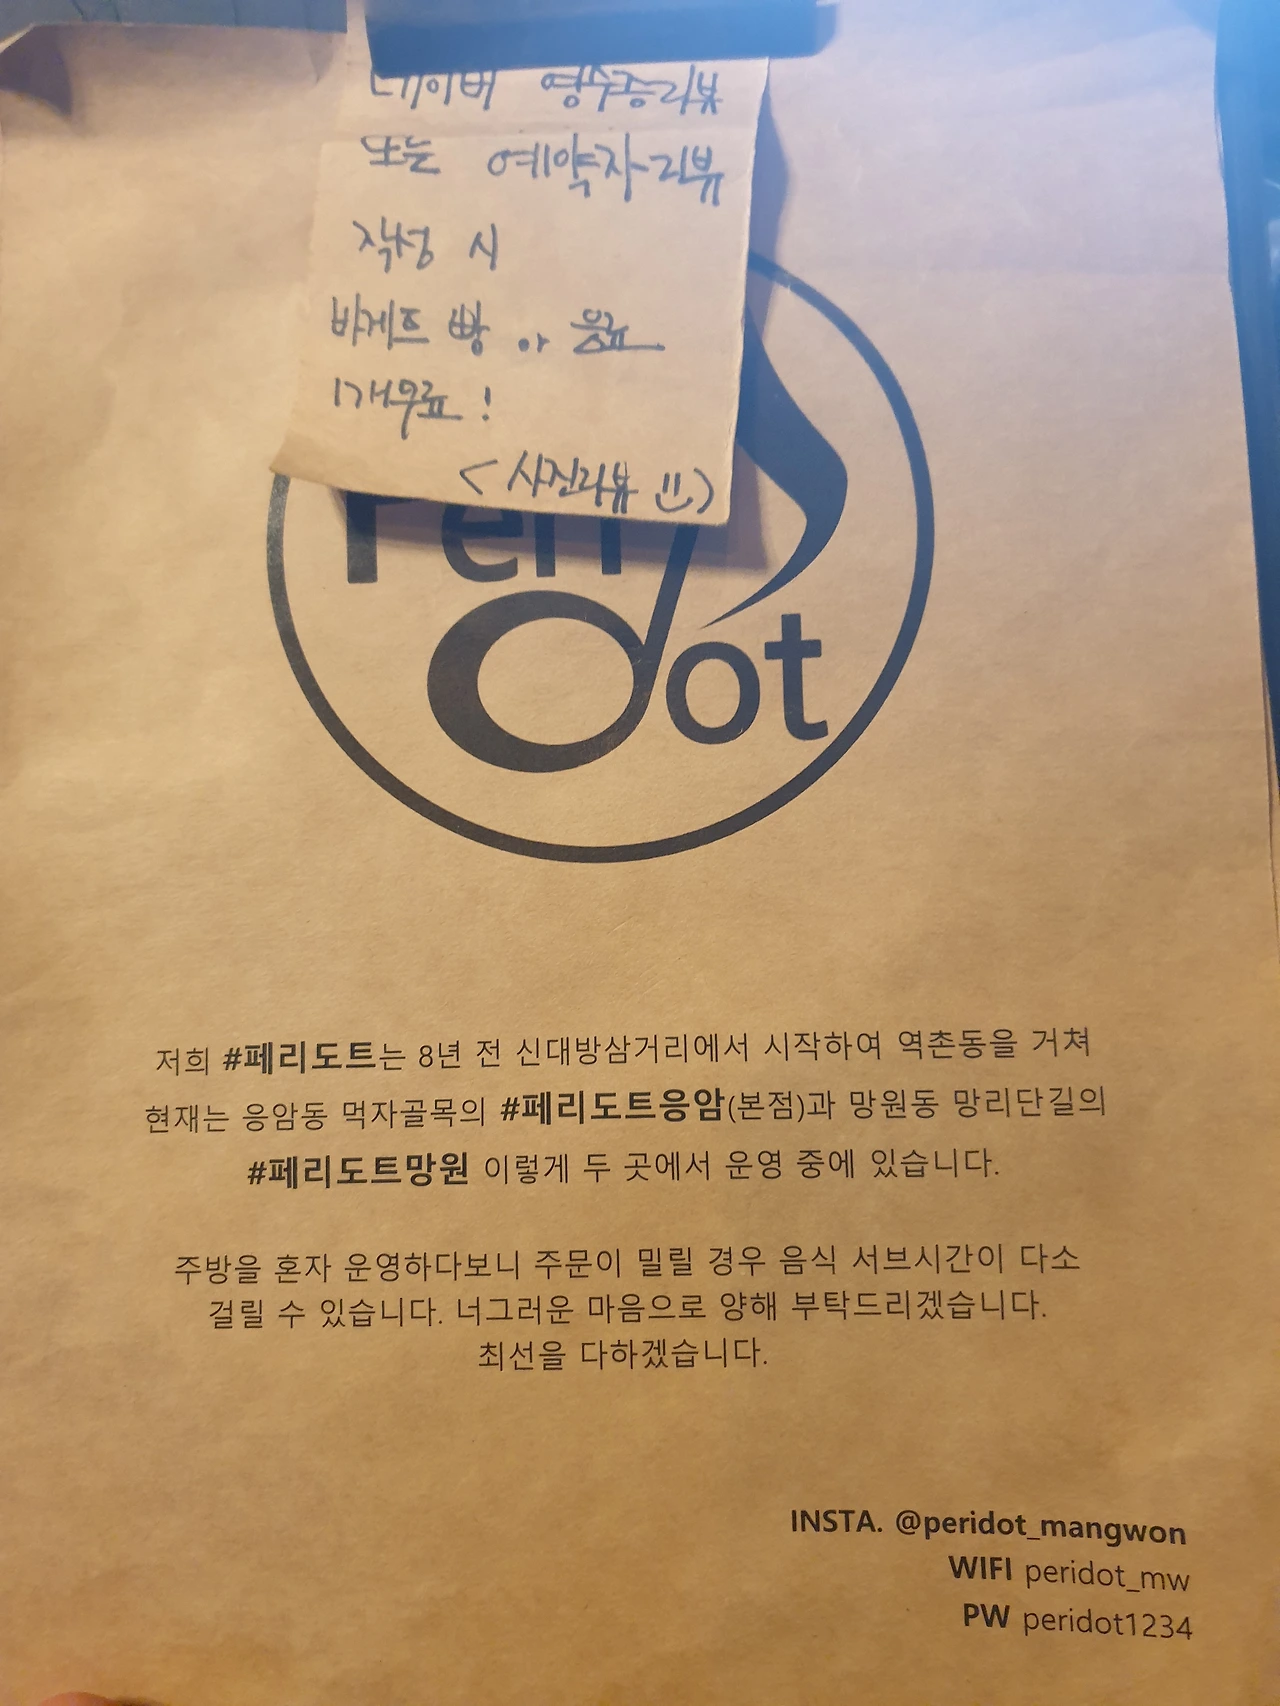 네이버 영수증리뷰
또는 예약자리뷰
작성 시
바게트 빵 or 음료
1개무료!
(사진리뷰 :))
Peri
dot
저희 #페리도트는 8년 전 신대방삼거리에서 시작하여 역촌동을 거쳐
현재는 응암동 먹자골목의 #페리도트응암(본점)과 망원동 망리단길의
#페리도트망원 이렇게 두 곳에서 운영 중에 있습니다.
주방을 혼자 운영하다보니 주문이 밀릴 경우 음식 서브시간이 다소
걸릴 수 있습니다. 너그러운 마음으로 양해 부탁드리겠습니다.
최선을 다하겠습니다.
INSTA. @peridot_mangwon
WIFI peridot_mw
PW peridot1234